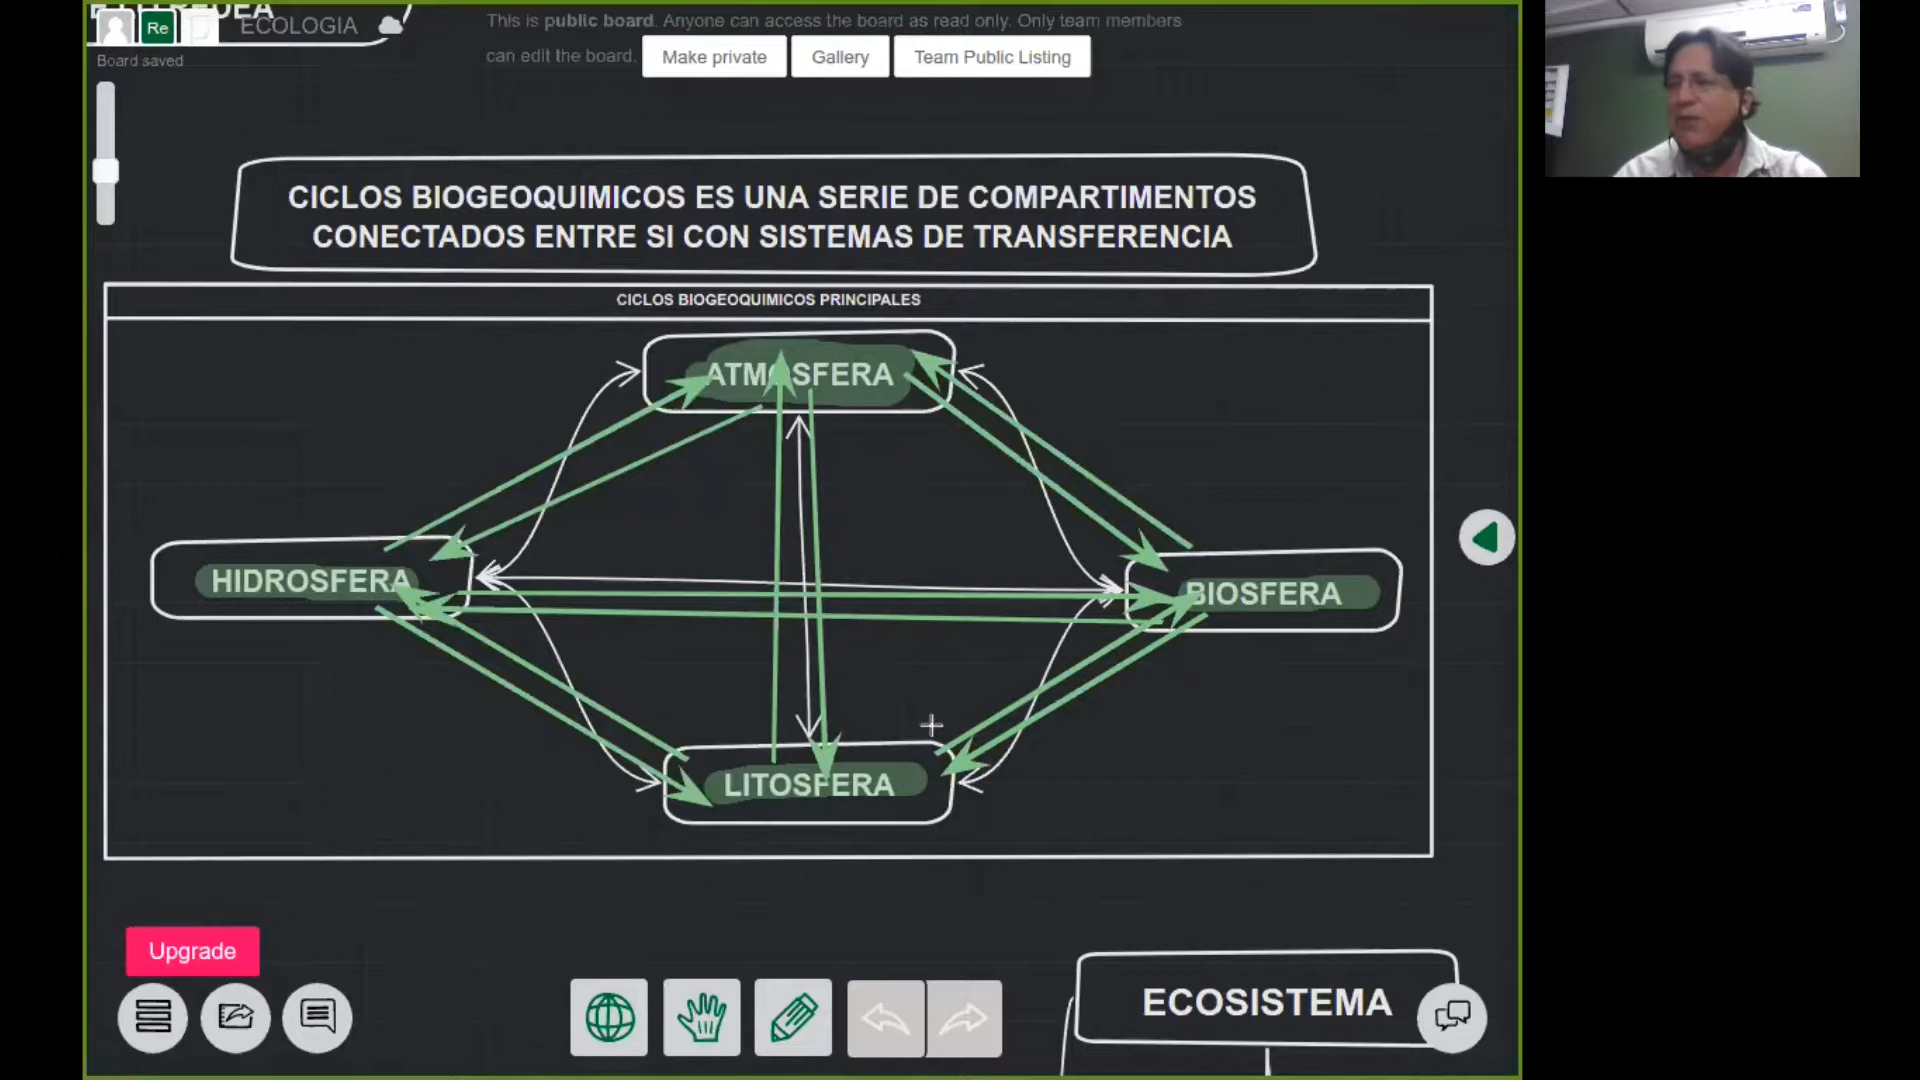 Re
ECOLOGIA
Board saved
This is public board. Anyone can access the board as read only. Only team members
can edit the board.
Make private
Gallery
Team Public Listing
CICLOS BIOGEOQUIMICOS ES UNA SERIE DE COMPARTIMENTOS
CONECTADOS ENTRE SI CON SISTEMAS DE TRANSFERENCIA
CICLOS BIOGEOQUIMICOS PRINCIPALES
ATMOSFERA
HIDROSFERA
BIOSFERA
LITOSFERA
Upgrade
ECOSISTEMA